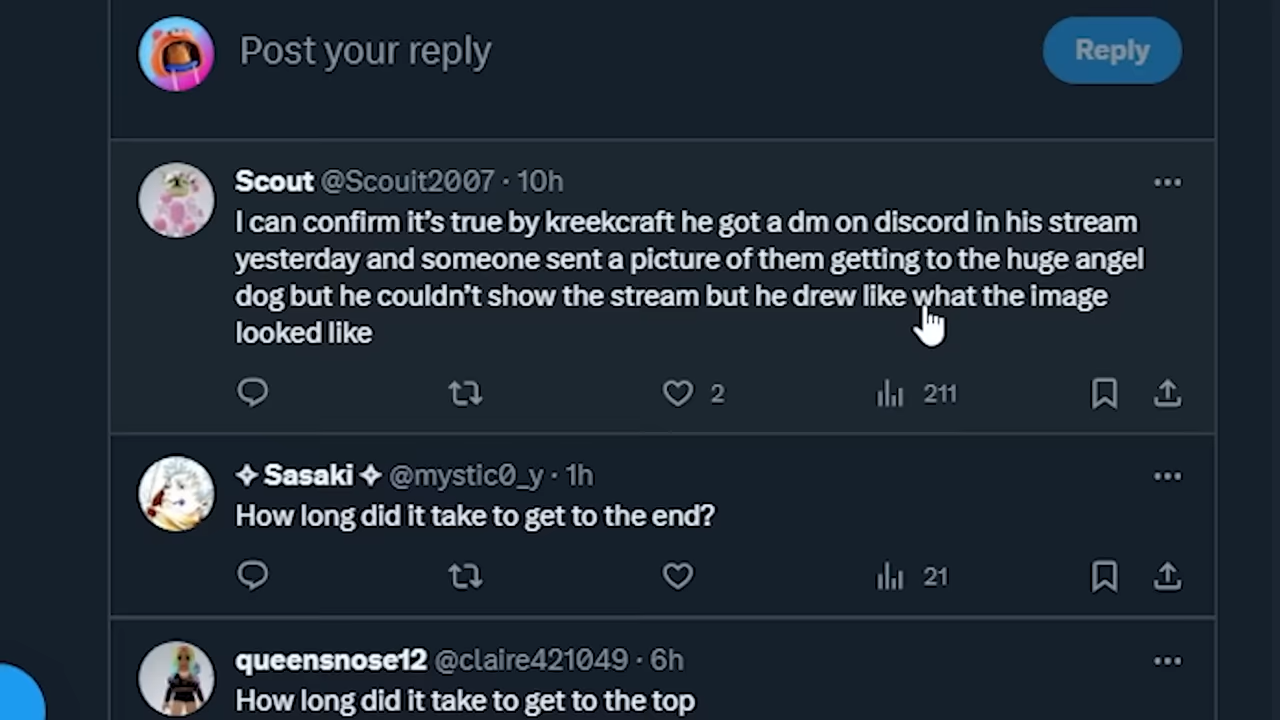 Post your reply
Reply
Scout @Scouit2007 · 10h
I can confirm it's true by kreekcraft he got a dm on discord in his stream
yesterday and someone sent a picture of them getting to the huge angel
dog but he couldn't show the stream but he drew like what the image
looked like
2
211
✧ Sasaki ✧ @mystic0_y · 1h
How long did it take to get to the end?
21
queensnose12 @claire421049 · 6h
How long did it take to get to the top